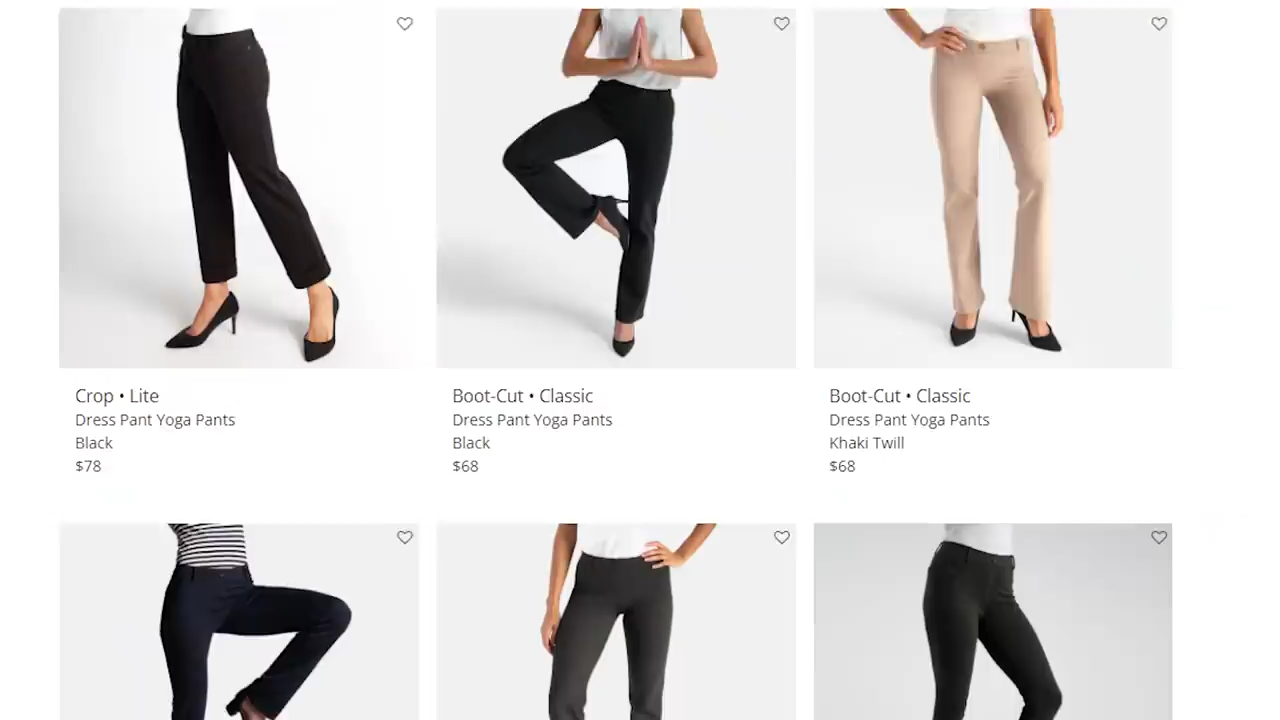 Crop • Lite
Dress Pant Yoga Pants
Black
$78
Boot-Cut • Classic
Dress Pant Yoga Pants
Black
$68
Boot-Cut • Classic
Dress Pant Yoga Pants
Khaki Twill
$68